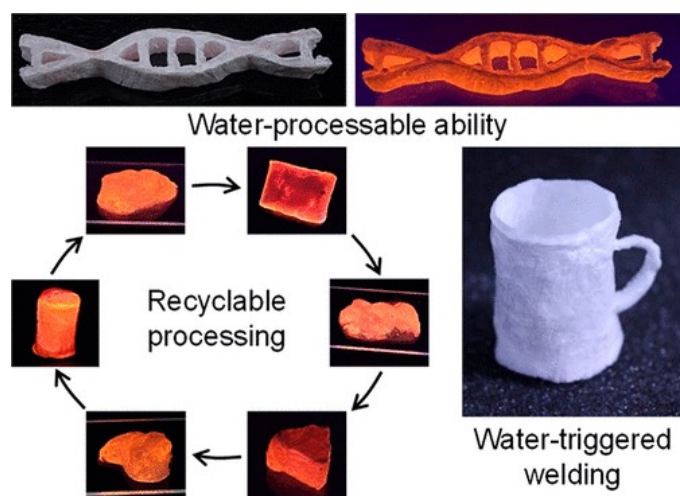 Water-processable ability
Recyclable
processing
Water-triggered
welding